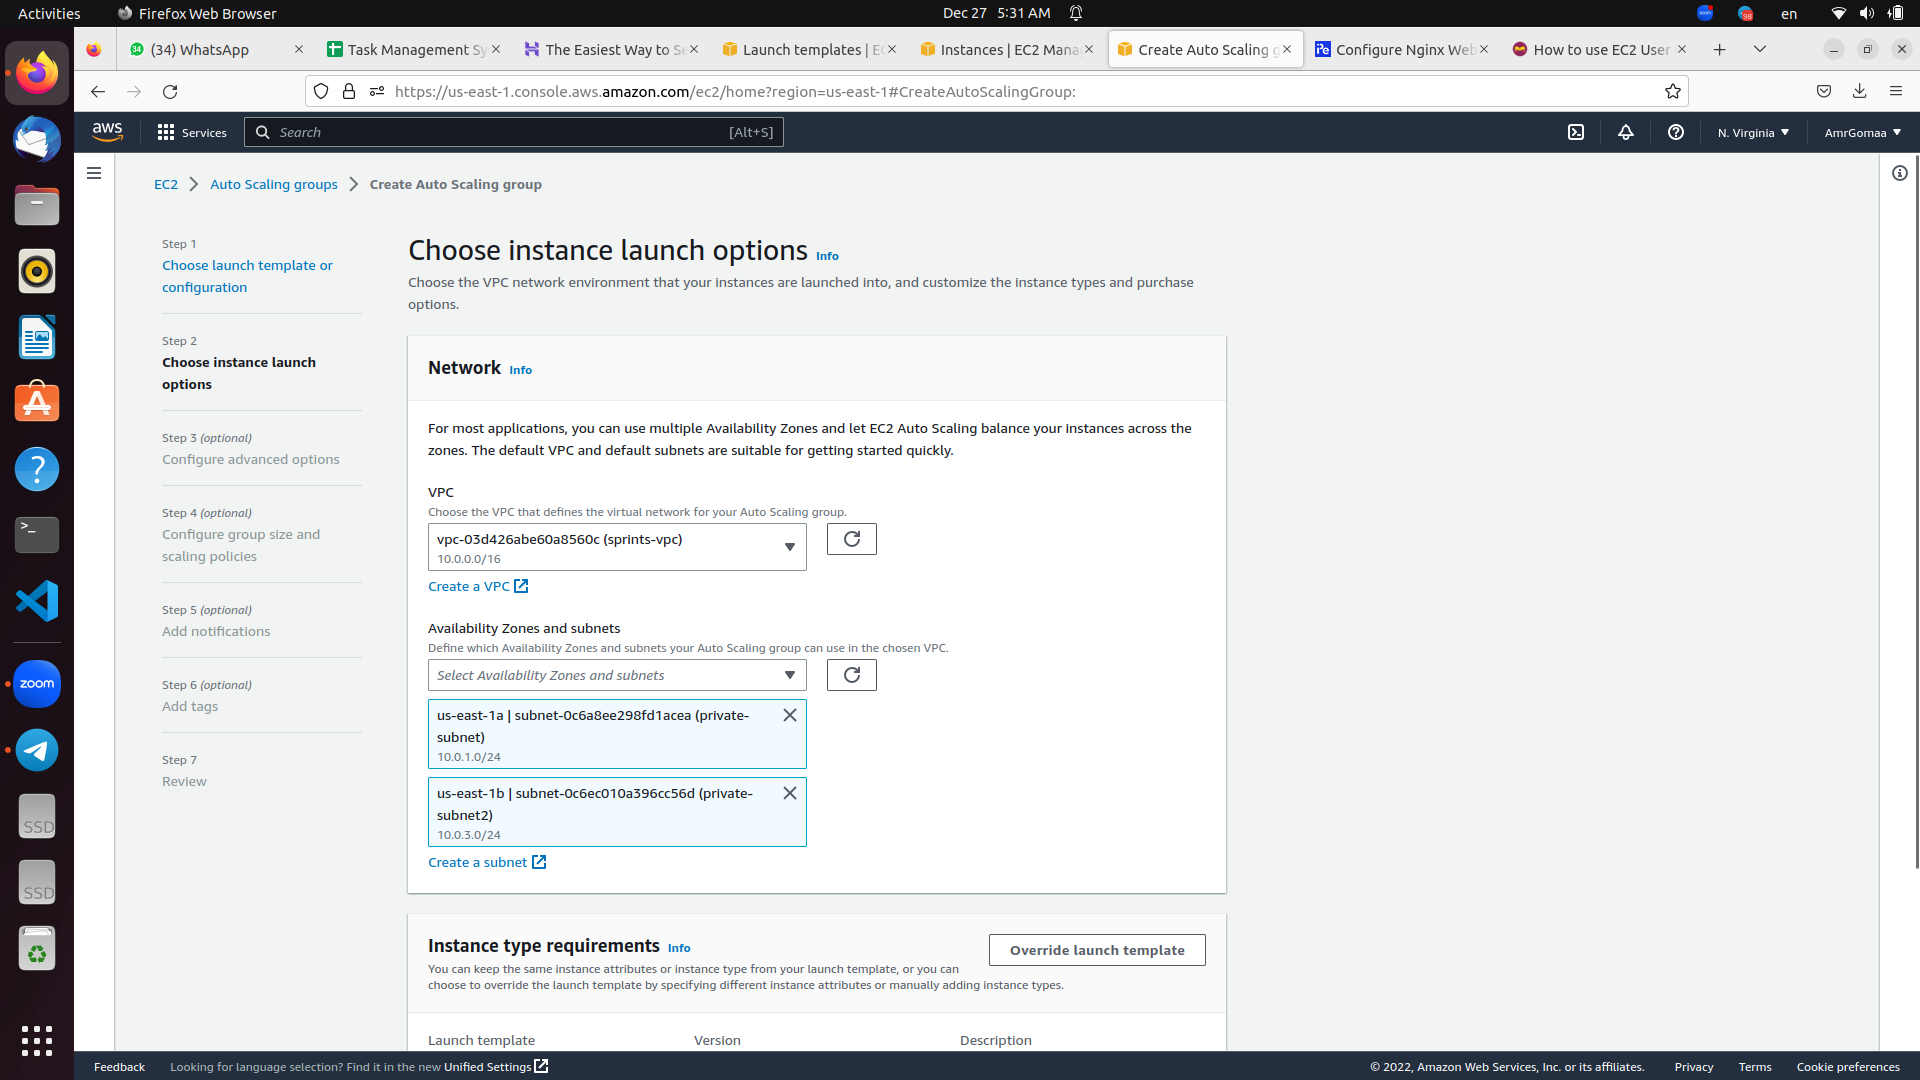 Activities
Firefox Web Browser
Dec 27 5:31 AM
98
en
34
(34) WhatsApp
Task Management Sy
The Easiest Way to Se
Launch templates | EC
Instances | EC2 Mana
Create Auto Scaling g
Configure Nginx Web
How to use EC2 User
https://us-east-1.console.aws.amazon.com/ec2/home?region=us-east-1#CreateAutoScalingGroup:
aws
Services
Search
[Alt+S]
N. Virginia
AmrGomaa
EC2
Auto Scaling groups
Create Auto Scaling group
Step 1
Choose launch template or
configuration
Step 2
Choose instance launch
options
Step 3 (optional)
Configure advanced options
Step 4 (optional)
Configure group size and
scaling policies
Step 5 (optional)
Add notifications
Step 6 (optional)
Add tags
Step 7
Review
Choose instance launch options Info
Choose the VPC network environment that your instances are launched into, and customize the instance types and purchase
options.
Network Info
For most applications, you can use multiple Availability Zones and let EC2 Auto Scaling balance your instances across the
zones. The default VPC and default subnets are suitable for getting started quickly.
VPC
Choose the VPC that defines the virtual network for your Auto Scaling group.
vpc-03d426abe60a8560c (sprints-vpc)
10.0.0.0/16
Create a VPC
Availability Zones and subnets
Define which Availability Zones and subnets your Auto Scaling group can use in the chosen VPC.
Select Availability Zones and subnets
us-east-1a | subnet-0c6a8ee298fd1acea (private-
subnet)
10.0.1.0/24
us-east-1b | subnet-0c6ec010a396cc56d (private-
subnet2)
10.0.3.0/24
Create a subnet
Instance type requirements Info
Override launch template
You can keep the same instance attributes or instance type from your launch template, or you can
choose to override the launch template by specifying different instance attributes or manually adding instance types.
Launch template
Version
Description
zoom
SSD
SSD
Feedback
Looking for language selection? Find it in the new Unified Settings
© 2022, Amazon Web Services, Inc. or its affiliates.
Privacy
Terms
Cookie preferences